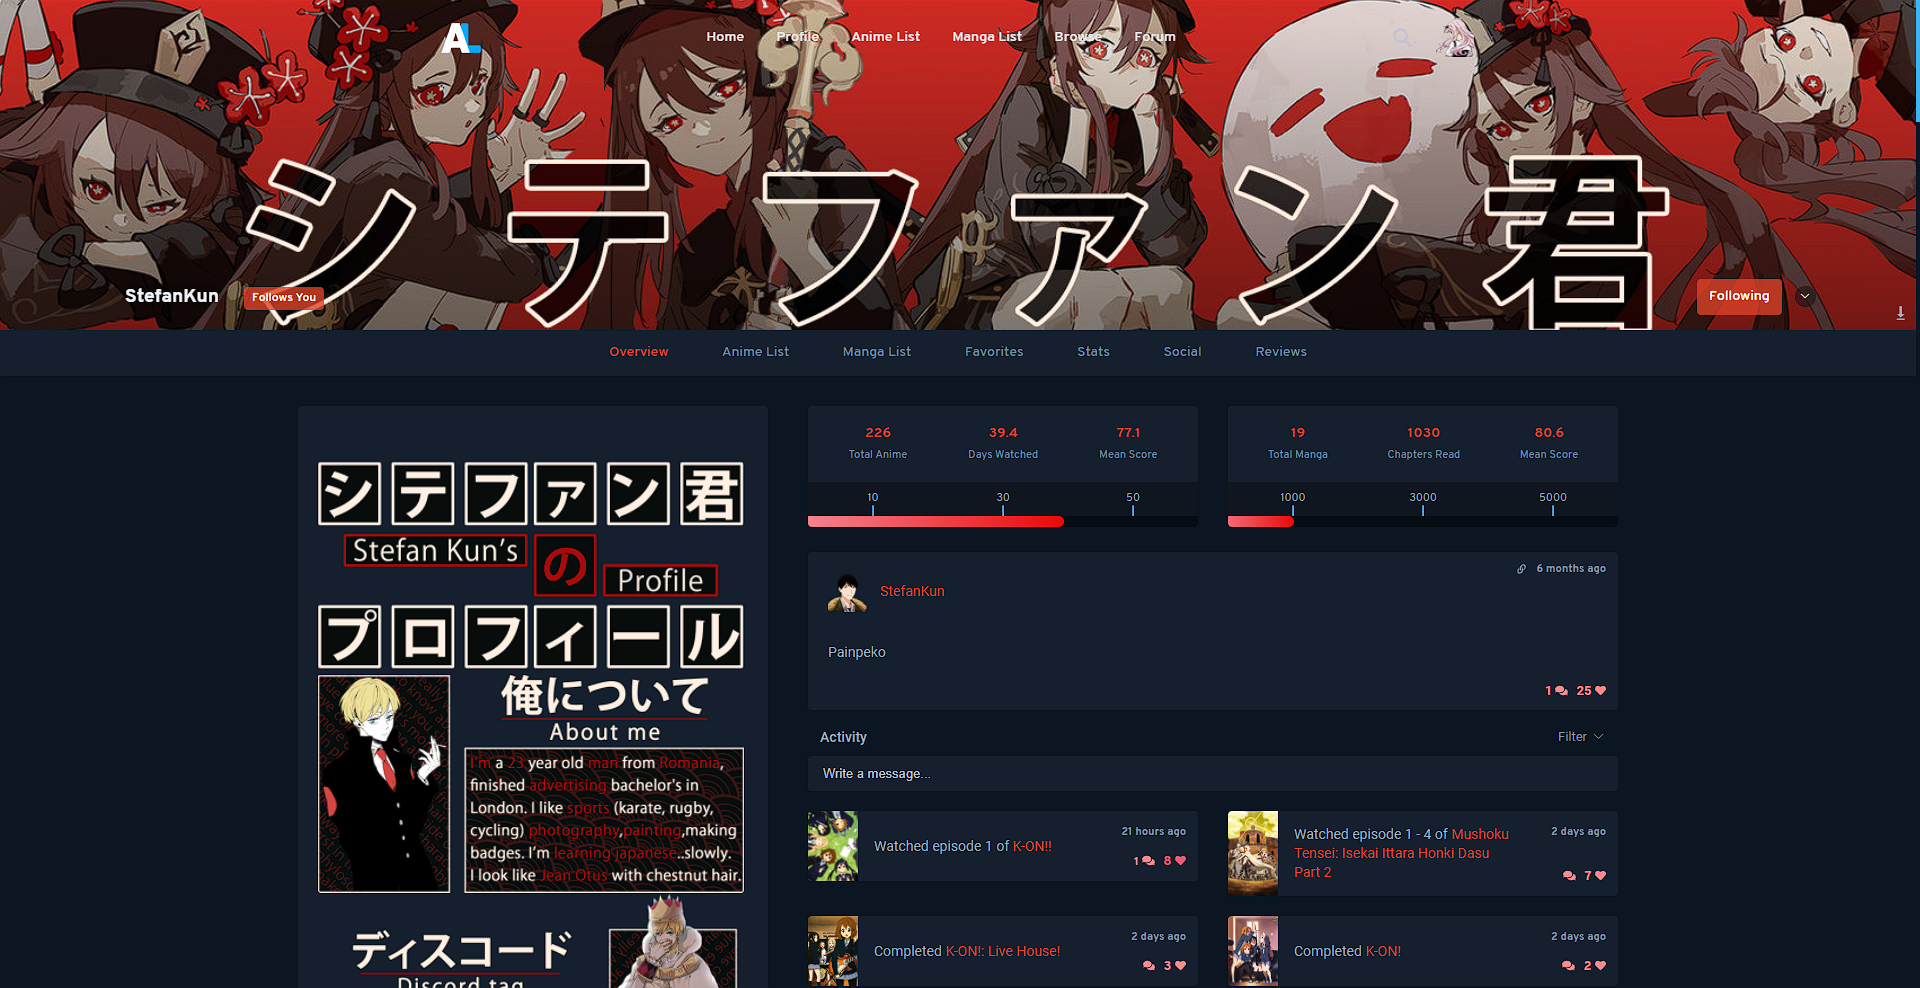 AL
Home Profile Anime List Manga List Browse Forum
シテファン君
StefanKun Follows You
Following
Overview Anime List Manga List Favorites Stats Social Reviews
シテファン君
Stefan Kun's の Profile
プロフィール
俺について
About me
I'm a 23 year old man from Romania,
finished advertising bachelor's in
London. I like sports (karate, rugby,
cycling) photography,painting,making
badges. I'm learning japanese..slowly.
I look like Jean Otus with chestnut hair.
ディスコード
Discord tag
226 39.4 77.1
Total Anime Days Watched Mean Score
10 30 50
19 1030 80.6
Total Manga Chapters Read Mean Score
1000 3000 5000
6 months ago
StefanKun
Painpeko
1 25
Activity Filter
Write a message...
Watched episode 1 of K-ON!!
21 hours ago
1 8
Watched episode 1 - 4 of Mushoku
Tensei: Isekai Ittara Honki Dasu
Part 2
2 days ago
7
Completed K-ON!: Live House!
2 days ago
3
Completed K-ON!
2 days ago
2